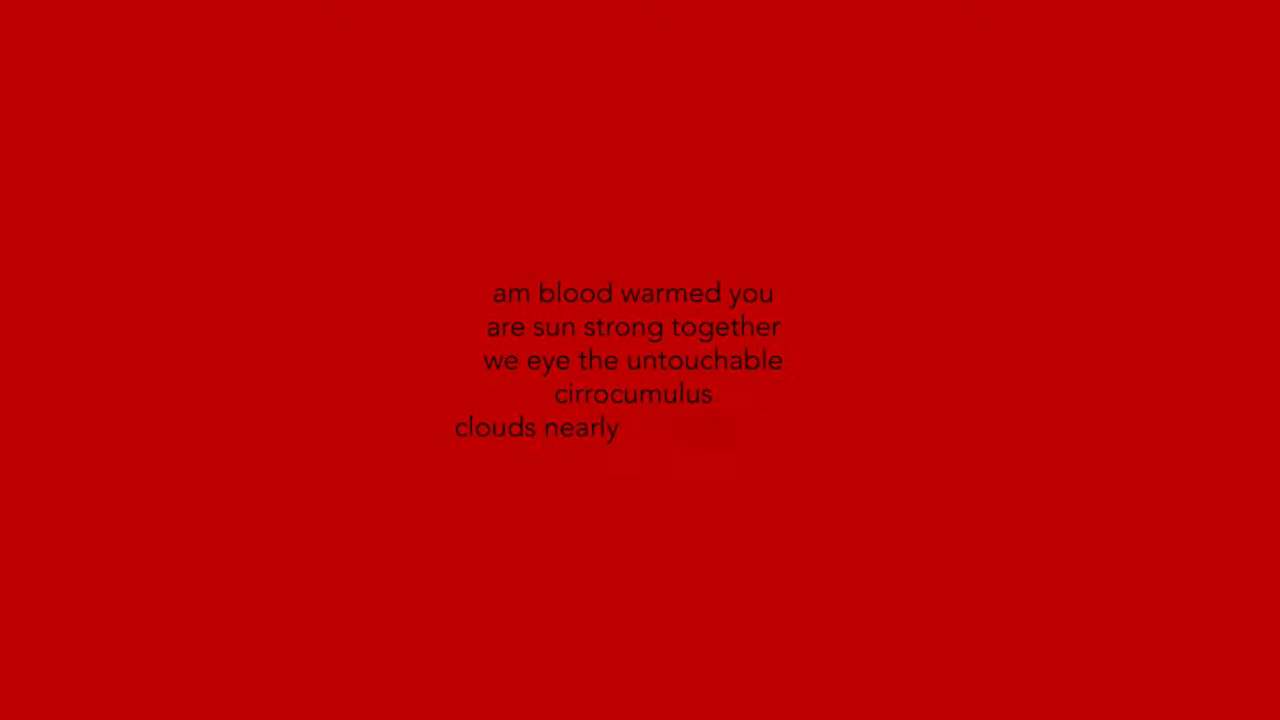 am blood warmed you
are sun strong together
we eye the untouchable
cirrocumulus
clouds nearly